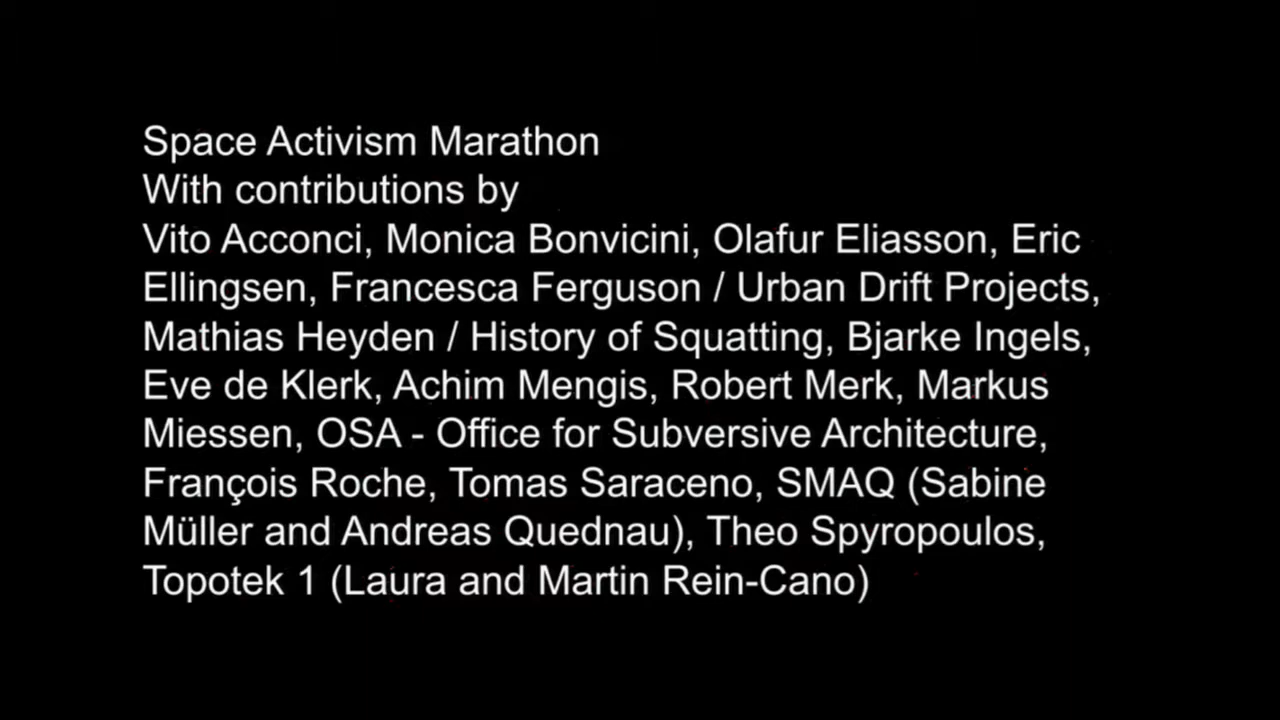 Space Activism Marathon
With contributions by
Vito Acconci, Monica Bonvicini, Olafur Eliasson, Eric
Ellingsen, Francesca Ferguson / Urban Drift Projects,
Mathias Heyden / History of Squatting, Bjarke Ingels,
Eve de Klerk, Achim Mengis, Robert Merk, Markus
Miessen, OSA - Office for Subversive Architecture,
François Roche, Tomas Saraceno, SMAQ (Sabine
Müller and Andreas Quednau), Theo Spyropoulos,
Topotek 1 (Laura and Martin Rein-Cano)